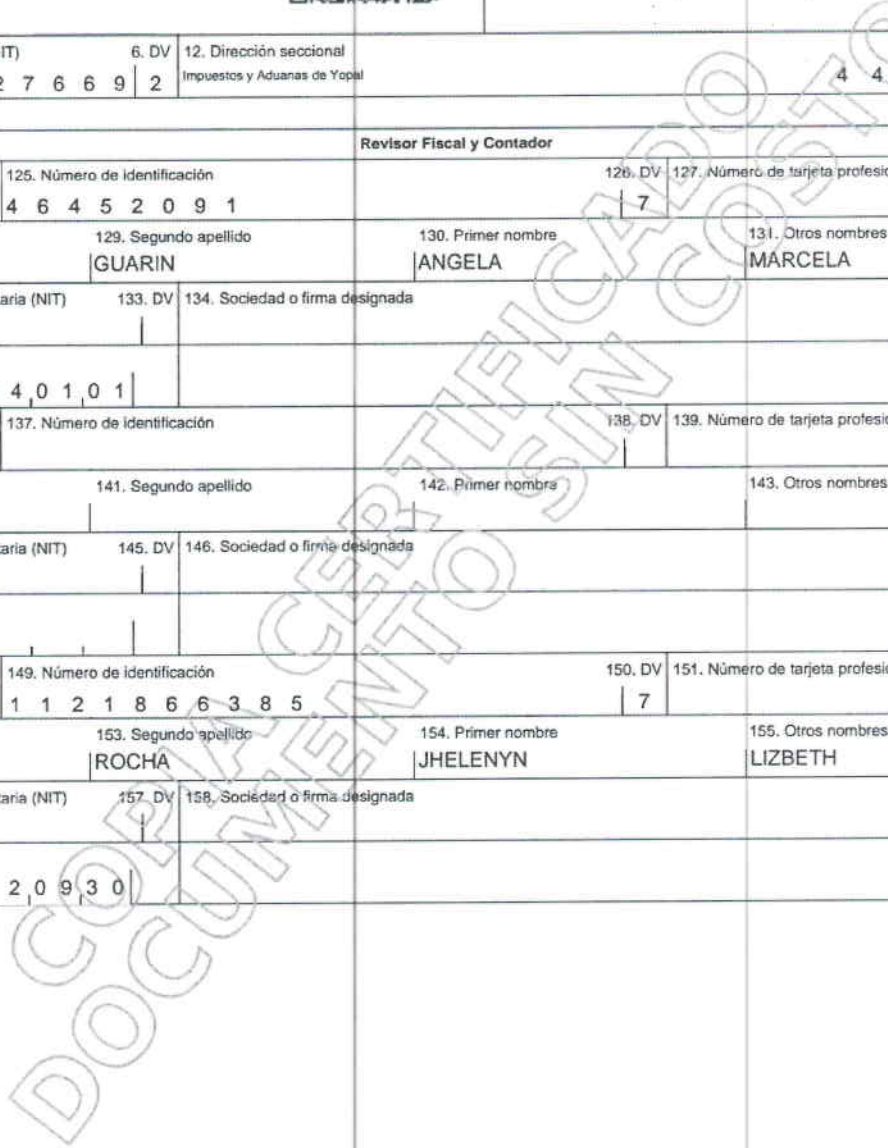 IT) 6. DV 12. Dirección seccional
2 7 6 6 9 2 Impuestos y Aduanas de Yopal 4 4
Revisor Fiscal y Contador
125. Número de identificación 126. DV 127. Número de tarjeta profesio
4 6 4 5 2 0 9 1 7
129. Segundo apellido 130. Primer nombre 131. Otros nombres
GUARIN ANGELA MARCELA
taria (NIT) 133. DV 134. Sociedad o firma designada
4 0 1 0 1
137. Número de identificación 138. DV 139. Número de tarjeta profesio
141. Segundo apellido 142. Primer nombre 143. Otros nombres
taria (NIT) 145. DV 146. Sociedad o firma designada
149. Número de identificación 150. DV 151. Número de tarjeta profesio
1 1 2 1 8 6 6 3 8 5 7
153. Segundo apellido 154. Primer nombre 155. Otros nombres
ROCHA JHELENYN LIZBETH
taria (NIT) 157. DV 158. Sociedad o firma designada
2 0 9 3 0
COPIA CERTIFICADO
DOCUMENTO SIN COSTO